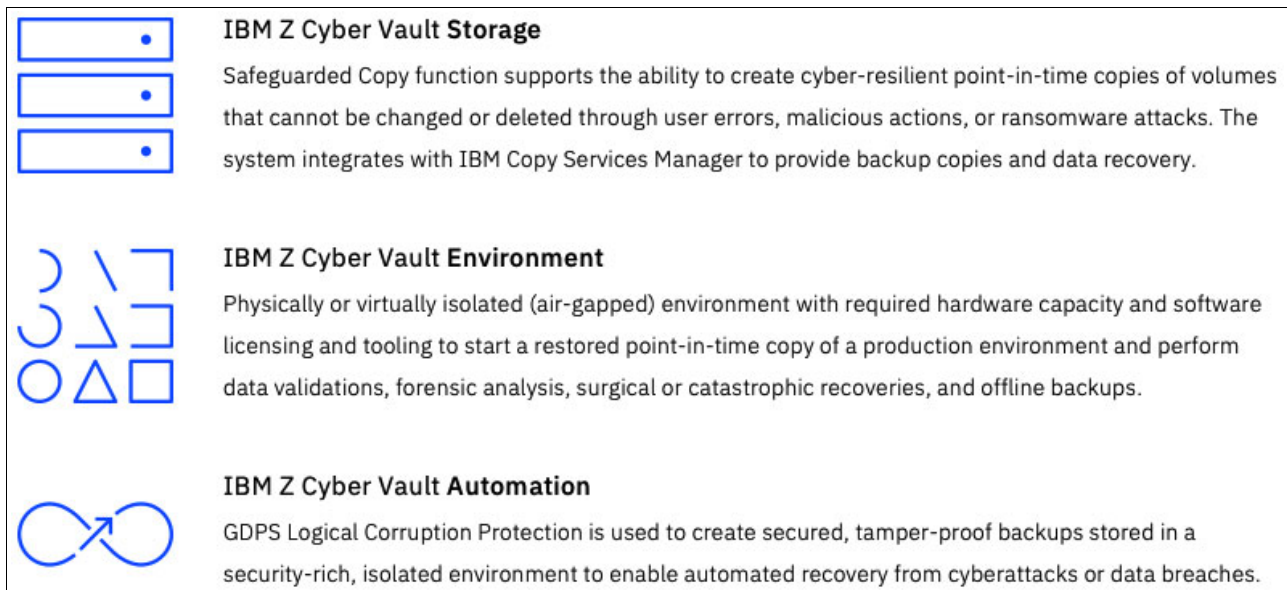 IBM Z Cyber Vault Storage
Safeguarded Copy function supports the ability to create cyber-resilient point-in-time copies of volumes
that cannot be changed or deleted through user errors, malicious actions, or ransomware attacks. The
system integrates with IBM Copy Services Manager to provide backup copies and data recovery.
IBM Z Cyber Vault Environment
Physically or virtually isolated (air-gapped) environment with required hardware capacity and software
licensing and tooling to start a restored point-in-time copy of a production environment and perform
data validations, forensic analysis, surgical or catastrophic recoveries, and offline backups.
IBM Z Cyber Vault Automation
GDPS Logical Corruption Protection is used to create secured, tamper-proof backups stored in a
security-rich, isolated environment to enable automated recovery from cyberattacks or data breaches.